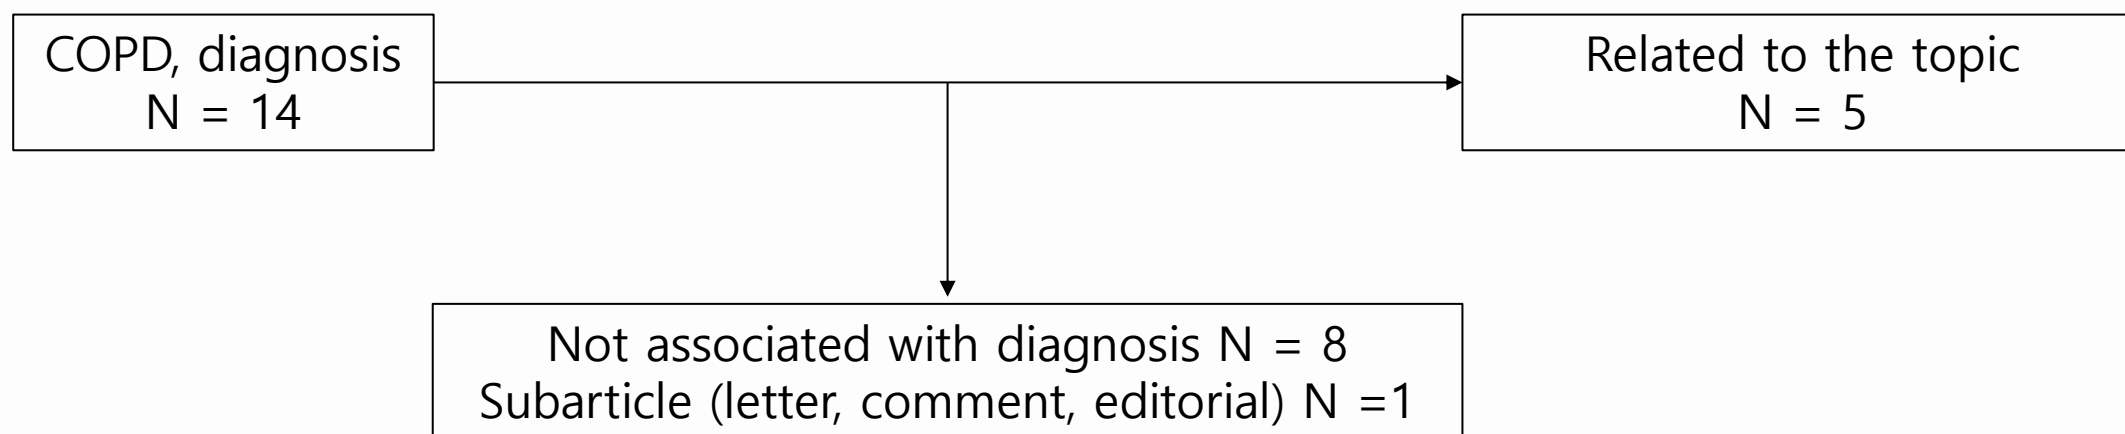 COPD, diagnosis
N = 14
Related to the topic
N = 5
Not associated with diagnosis N = 8
Subarticle (letter, comment, editorial) N =1